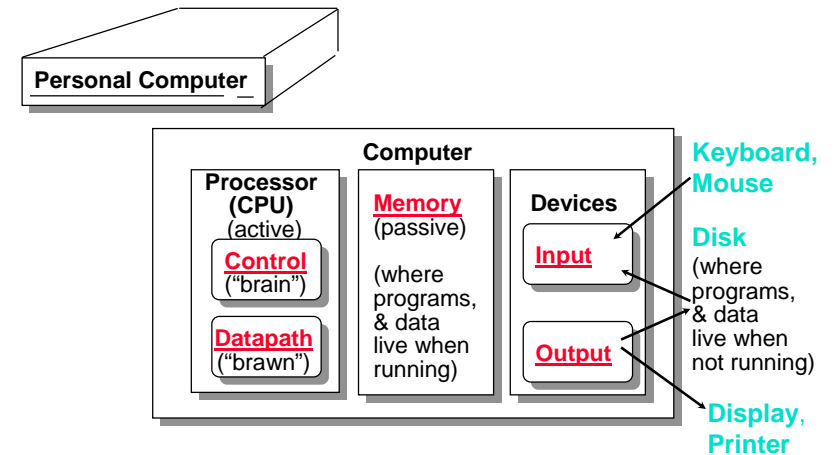 Personal Computer
Computer
Processor
(CPU)
(active)
Control
(“brain”)
Datapath
(“brawn”)
Memory
(passive)
(where
programs,
& data
live when
running)
Devices
Input
Output
Keyboard,
Mouse
Disk
(where
programs,
& data
live when
not running)
Display,
Printer